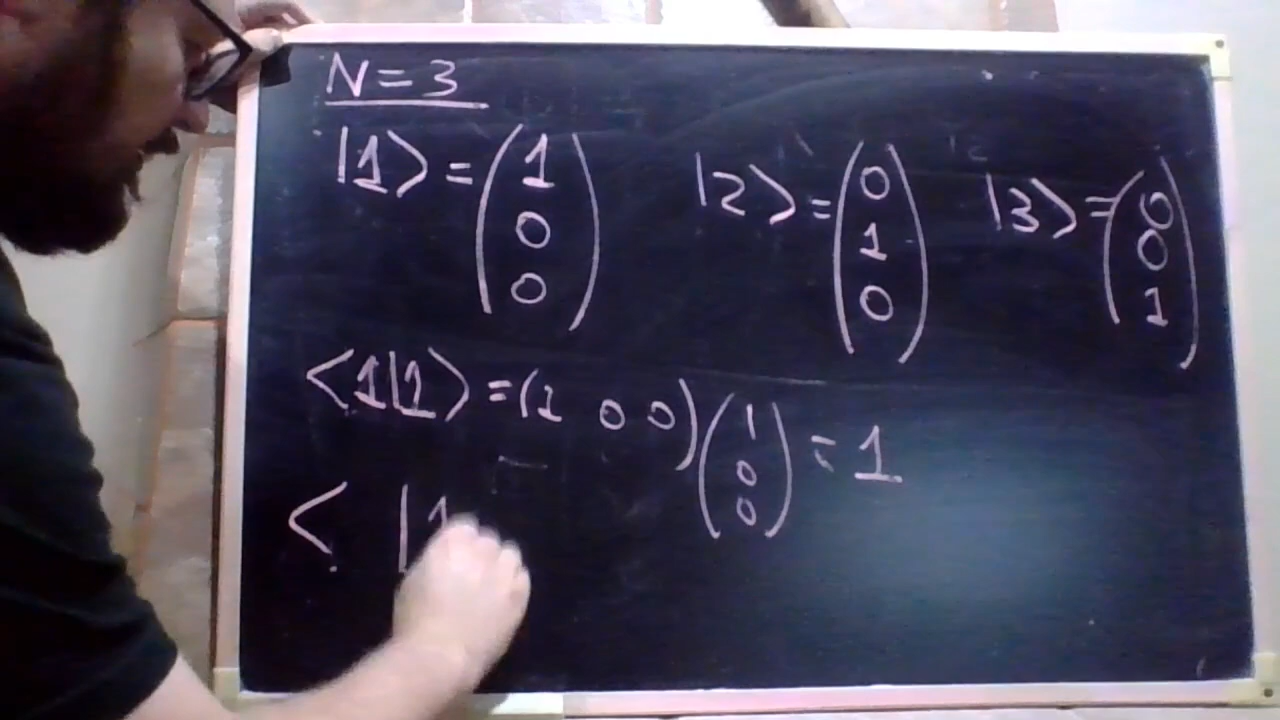 N=3
|1> = (1 0 0) |2> = (0 1 0) |3> = (0 0 1)
<1|1> = (1 0 0) (1 0 0) = 1
< |1